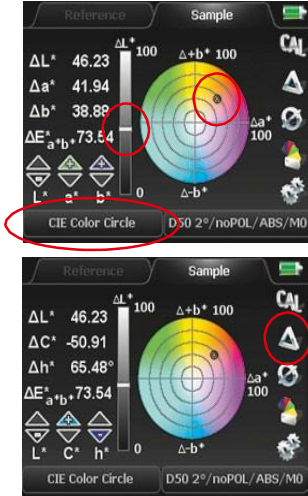 Reference Sample
ΔL* 46.23
Δa* 41.94
Δb* 38.88
ΔE*a*b* 73.54
L* a* b*
ΔL* 100
0
Δ+b* 100
Δa* 100
Δ-b*
CAL
CIE Color Circle D50 2°/noPOL/ABS/M0
Reference Sample
ΔL* 46.23
ΔC* -50.91
Δh* 65.48°
ΔE*a*b* 73.54
L* C* h*
ΔL* 100
0
Δ+b* 100
Δa* 100
Δ-b*
CAL
CIE Color Circle D50 2°/noPOL/ABS/M0